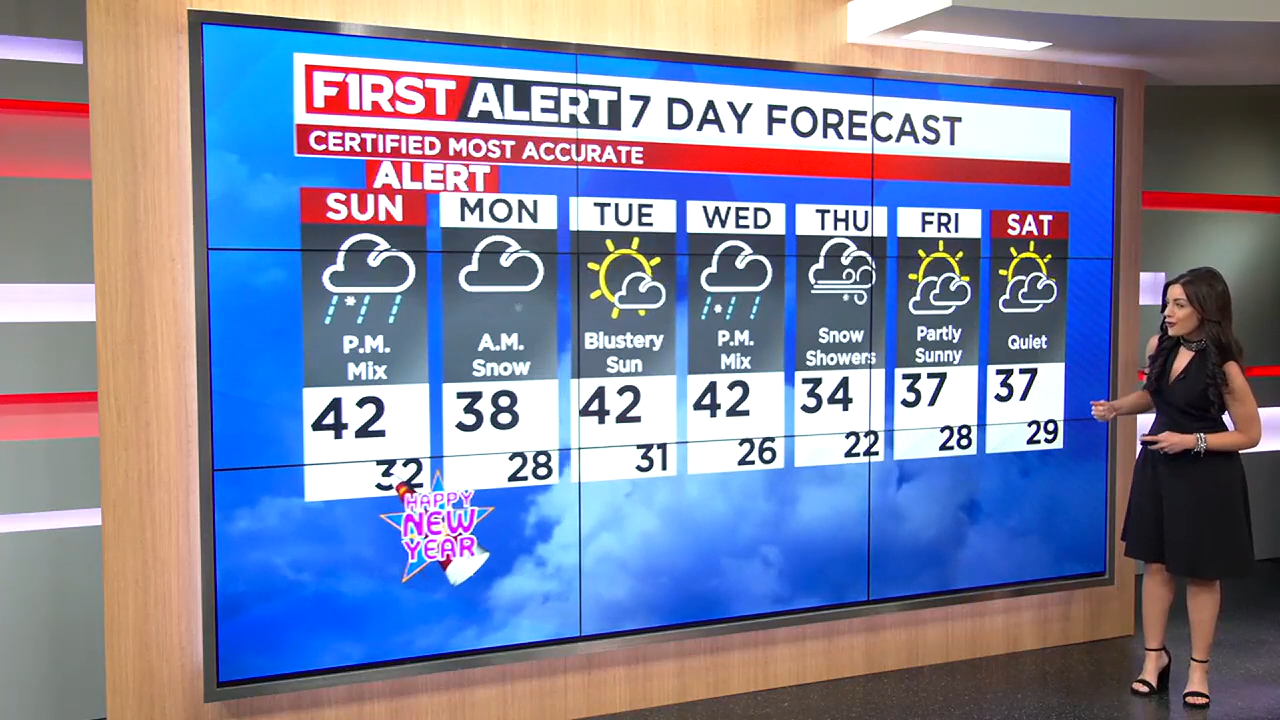 F1RST ALERT 7 DAY FORECAST
CERTIFIED MOST ACCURATE
ALERT
SUN MON TUE WED THU FRI SAT
P.M. Mix
A.M. Snow
Blustery Sun
P.M. Mix
Snow Showers
Partly Sunny
Quiet
42 38 42 42 34 37 37
32 28 31 26 22 28 29
HAPPY
NEW
YEAR